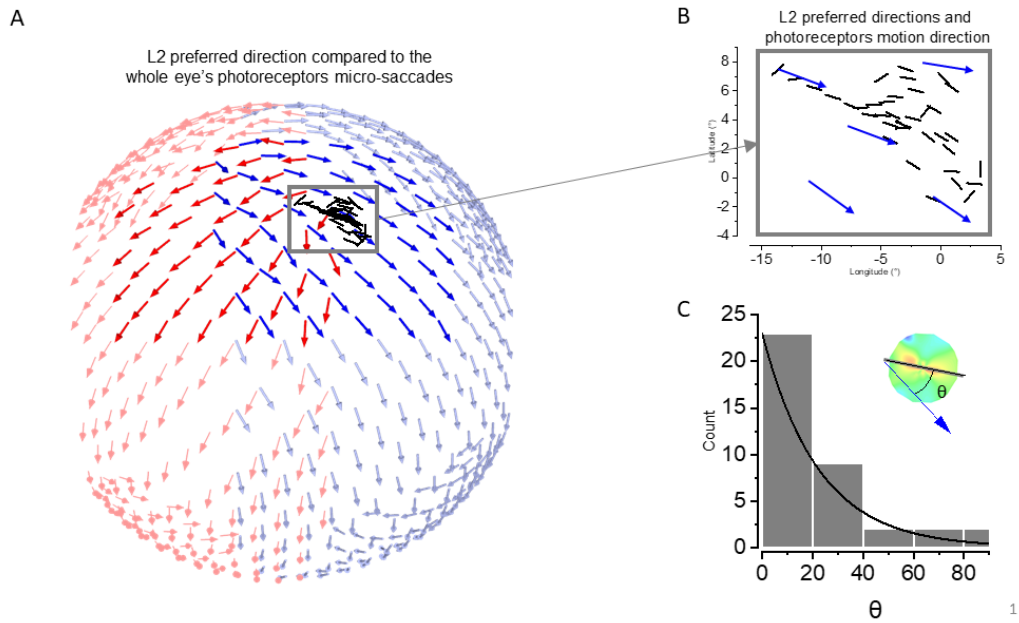 A
L2 preferred direction compared to the
whole eye's photoreceptors micro-saccades
B
L2 preferred directions and
photoreceptors motion direction
8
6
4
2
0
-2
-4
Latitude (°)
-15
-10
-5
0
5
Longitude (°)
C
25
20
15
10
5
0
Count
θ
0
20
40
60
80
θ
1